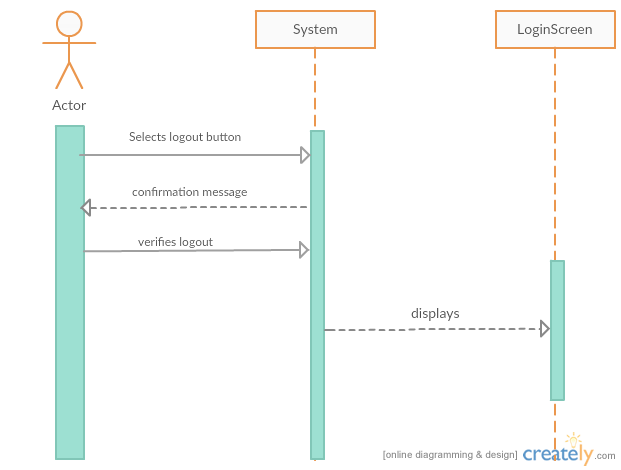 System
LoginScreen
Actor
Selects logout button
confirmation message
verifies logout
displays
[online diagramming & design] creately.com